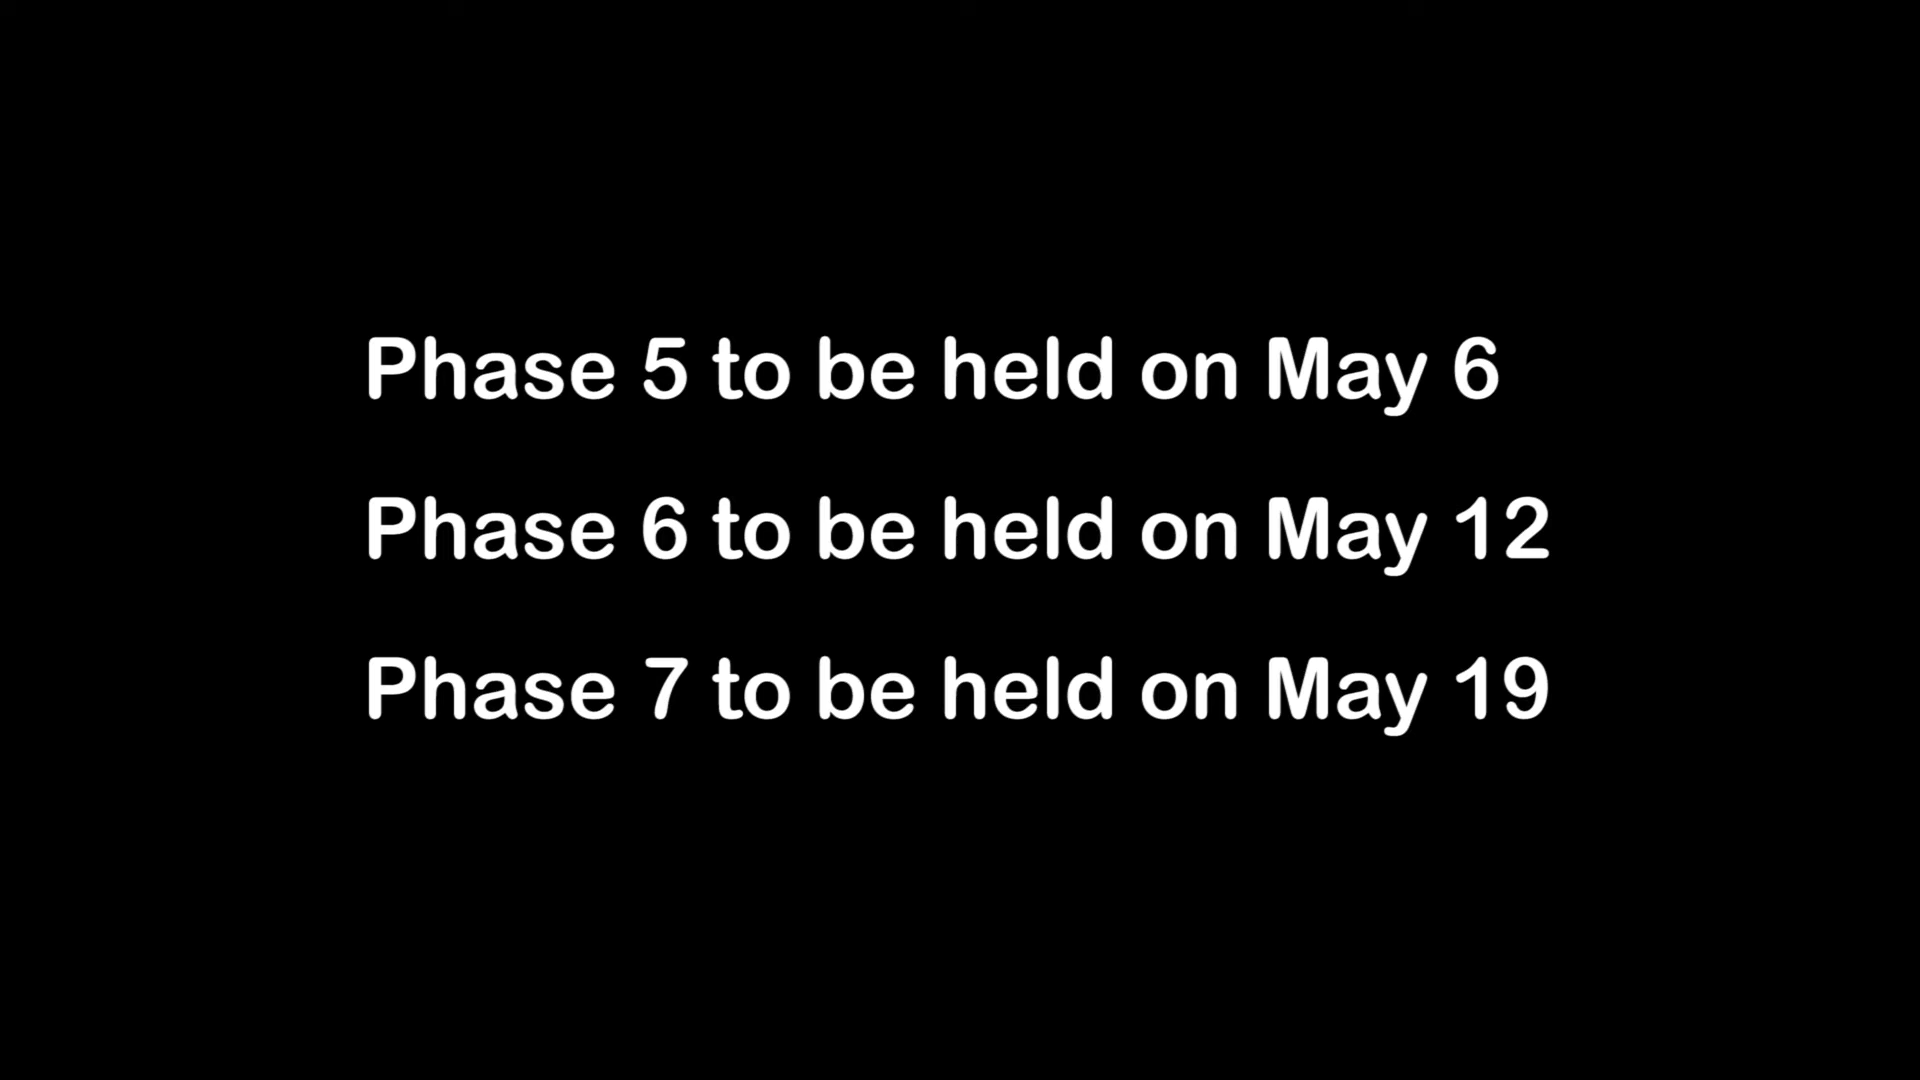 Phase 5 to be held on May 6
Phase 6 to be held on May 12
Phase 7 to be held on May 19